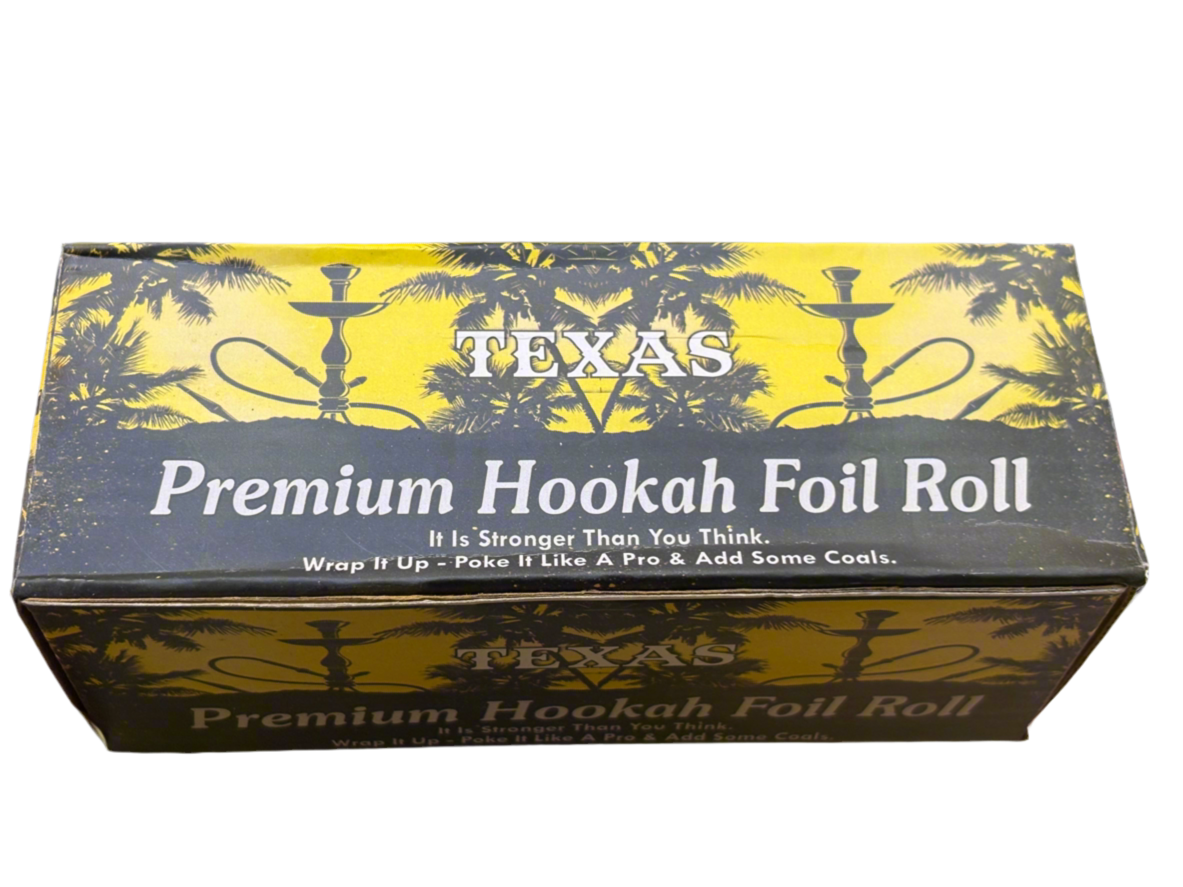 TEXAS
Premium Hookah Foil Roll
It Is Stronger Than You Think.
Wrap It Up - Poke It Like A Pro & Add Some Coals.
TEXAS
Premium Hookah Foil Roll
It Is Stronger Than You Think.
Wrap It Up - Poke It Like A Pro & Add Some Coals.